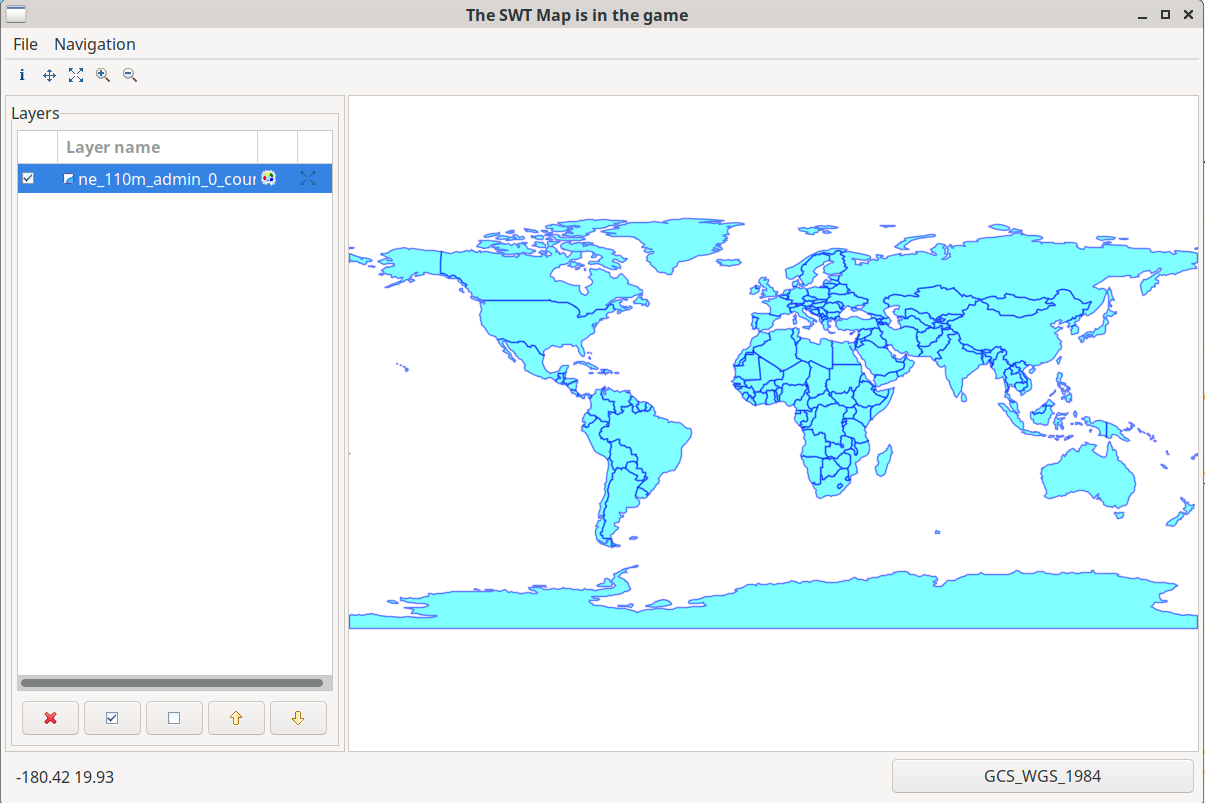 The SWT Map is in the game
File Navigation
i
Layers
Layer name
ne_110m_admin_0_cour
-180.42 19.93
GCS_WGS_1984